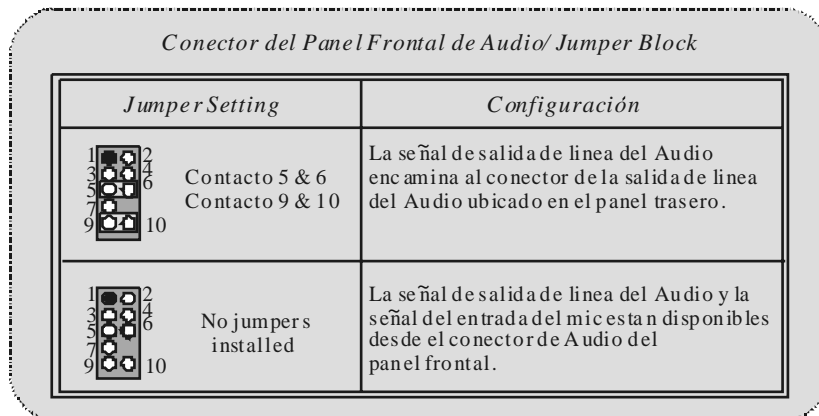 Conector del Panel Frontal de Audio/ Jumper Block
Jumper Setting
Configuración
1 2
3 4
5 6
7
9 10
Contacto 5 & 6
Contacto 9 & 10
La señal de salida de linea del Audio
encamina al conector de la salida de linea
del Audio ubicado en el panel trasero.
1 2
3 4
5 6
7
9 10
No jumpers
installed
La señal de salida de linea del Audio y la
señal del entrada del mic estan disponibles
desde el conector de Audio del
panel frontal.